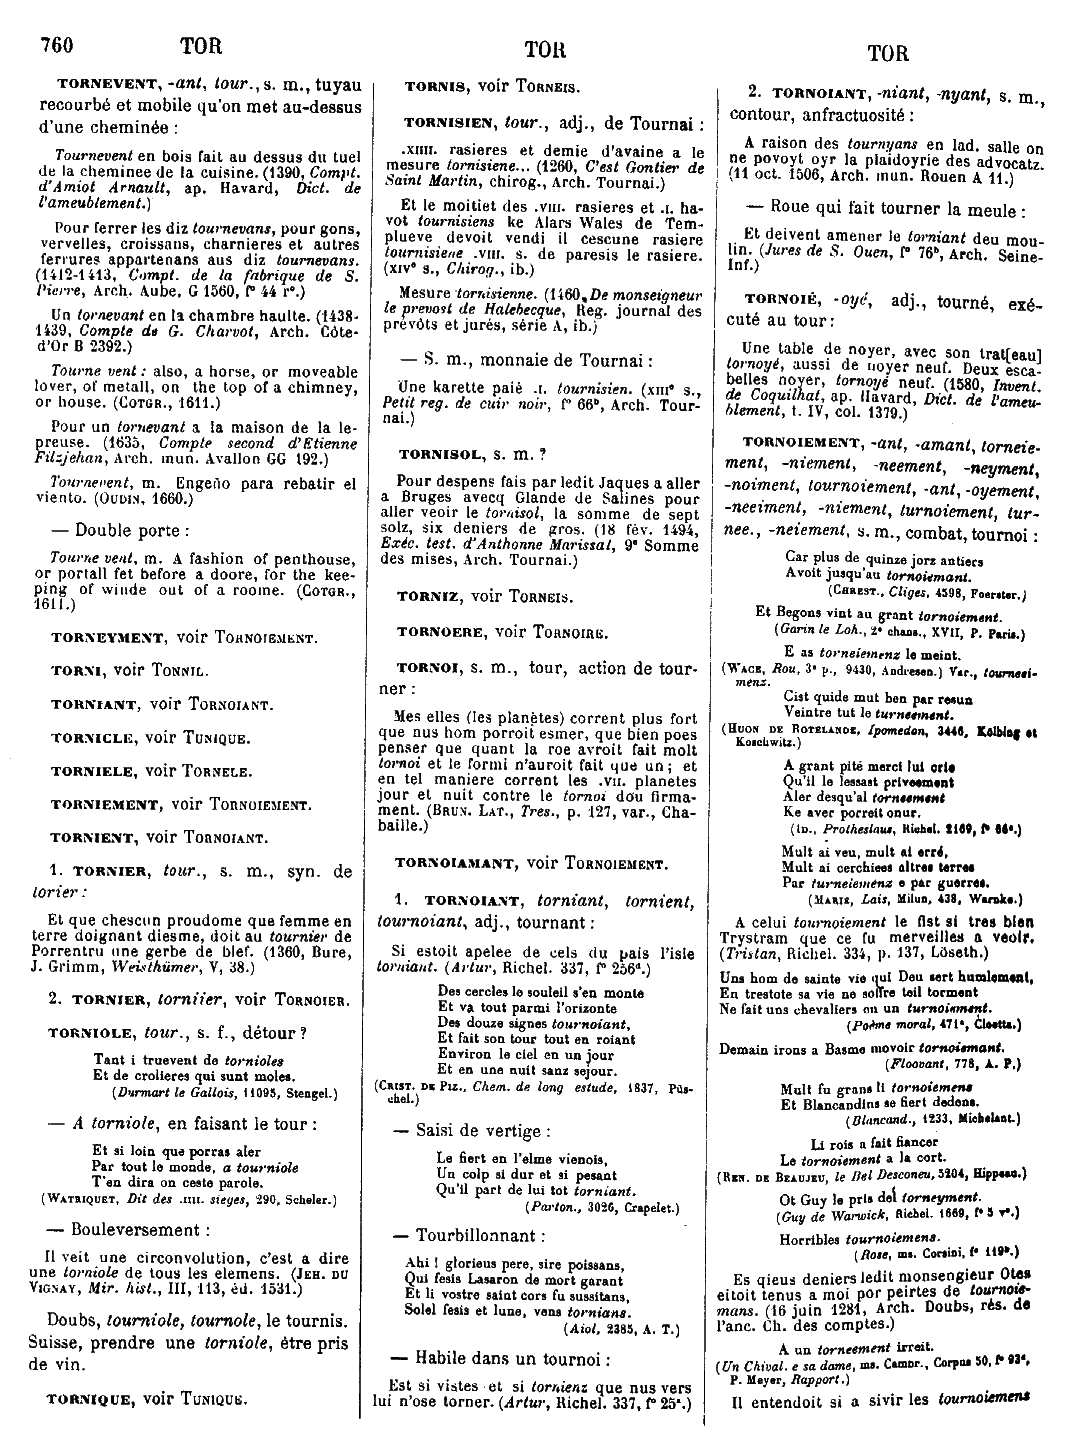 760 TOR
TOR
TOR
TORNEVENT, -ant, tour., s. m., tuyau
recourbé et mobile qu'on met au-dessus
d'une cheminée :
Tournevent en bois fait au dessus du tuel
de la cheminee de la cuisine. (1390, Compt.
d'Amiot Arnault, ap. Havard, Dict. de
l'ameublement.)
Pour ferrer les diz tournevans, pour gons,
vervelles, croissans, charnieres et autres
ferrures appartenans aus diz tournevans.
(1412-1413, Compt. de la fabrique de S.
Pierre, Arch. Aube, G 1560, f° 44 r°.)
Un tornevant en la chambre haulte. (1438-
1439, Compte de G. Charvot, Arch. Côte-
d'Or B 2392.)
Tourne vent : also, a horse, or moveable
lover, of metall, on the top of a chimney,
or house. (COTGR., 1611.)
Pour un tornevant a la maison de la le-
preuse. (1635, Compte second d'Etienne
Filzjehan, Arch. mun. Avallon GG 192.)
Tournevent, m. Engeño para rebatir el
viento. (OUDIN, 1660.)
— Double porte :
Tourne vent, m. A fashion of penthouse,
or portall fet before a doore, for the kee-
ping of winde out of a roome. (COTGR.,
1611.)
TORNEYMENT, voir TORNOIEMENT.
TORNI, voir TONNIL.
TORNIANT, voir TORNOIANT.
TORNICLE, voir TUNIQUE.
TORNIELE, voir TORNELE.
TORNIEMENT, voir TORNOIEMENT.
TORNIENT, voir TORNOIANT.
1. TORNIER, tour., s. m., syn. de
torier :
Et que chescun proudome que femme en
terre doignant diesme, doit au tournier de
Porrentru une gerbe de blef. (1360, Bure,
J. Grimm, Weisthümer, V, 38.)
2. TORNIER, torniier, voir TORNOIER.
TORNIOLE, tour., s. f., détour ?
Tant i truevent de tornioles
Et de crolieres qui sunt moles.
(Durmart le Gallois, 11095, Stengel.)
— A torniole, en faisant le tour :
Et si loin que porras aler
Par tout le monde, a tourniole
T'en dira on ceste parole.
(WATRIQUET, Dit des .IIII. sieges, 290, Scheler.)
— Bouleversement :
Il veit une circonvolution, c'est a dire
une torniole de tous les elemens. (JEH. DU
VIGNAY, Mir. hist., III, 113, éd. 1531.)
Doubs, tourniole, tournole, le tournis.
Suisse, prendre une torniole, être pris
de vin.
TORNIQUE, voir TUNIQUE.
TORNIS, voir TORNEIS.
TORNISIEN, tour., adj., de Tournai :
.XIIII. rasieres et demie d'avaine a le
mesure tornisiene... (1260, C'est Gontier de
Saint Martin, chirog., Arch. Tournai.)
Et le moitiet des .VIII. rasieres et .I. ha-
vot tournisiens ke Alars Wales de Tem-
plueve devoit vendi il cescune rasiere
tournisiene .VIII. s. de paresis le rasiere.
(XIV° s., Chirog., ib.)
Mesure tornisienne. (1460, De monseigneur
le prevost de Halebecque, Reg. journal des
prévôts et jurés, série A, ib.)
— S. m., monnaie de Tournai :
Une karette paié .I. tournisien. (XIII° s.,
Petit reg. de cuir noir, f° 66ᵇ, Arch. Tour-
nai.)
TORNISOL, s. m. ?
Pour despens fais par ledit Jaques a aller
a Bruges avecq Glande de Salines pour
aller veoir le tornisol, la somme de sept
solz, six deniers de gros. (18 fév. 1494,
Exéc. test. d'Anthonne Marissal, 9° Somme
des mises, Arch. Tournai.)
TORNIZ, voir TORNEIS.
TORNOERE, voir TORNOIRE.
TORNOI, s. m., tour, action de tour-
ner :
Mes elles (les planètes) corrent plus fort
que nus hom porroit esmer, que bien poes
penser que quant la roe avroit fait molt
tornoi et le formi n'auroit fait que un ; et
en tel maniere corrent les .VII. planetes
jour et nuit contre le tornoi dou firma-
ment. (BRUN. LAT., Tres., p. 127, var., Cha-
baille.)
TORNOIAMANT, voir TORNOIEMENT.
1. TORNOIANT, torniant, tornient,
tournoiant, adj., tournant :
Si estoit apelee de cels du pais l'isle
torniant. (Artur, Richel. 337, f° 256ᵈ.)
Des cercles le souleil s'en monte
Et va tout parmi l'orizonte
Des douze signes tournoiant,
Et fait son tour tout en roiant
Environ le ciel en un jour
Et en une nuit sanz sejour.
(CRIST. DE PIZ., Chem. de long estude, 1837, Püs-
chel.)
— Saisi de vertige :
Le fiert en l'elme vienois,
Un colp si dur et si pesant
Qu'il part de lui tot torniant.
(Parton., 3026, Crapelet.)
— Tourbillonnant :
Ahi ! glorieus pere, sire poissans,
Qui fesis Lasaron de mort garant
Et li vostre saint cors fu sussitans,
Solel fesis et lune, vens tornians.
(Aiol, 2385, A. T.)
— Habile dans un tournoi :
Est si vistes et si tornienz que nus vers
lui n'ose torner. (Artur, Richel. 337, f° 25ᵃ.)
2. TORNOIANT, -niant, -nyant, s. m.,
contour, anfractuosité :
A raison des tournyans en lad. salle on
ne povoyt oyr la plaidoyrie des advocatz.
(11 oct. 1506, Arch. mun. Rouen A 11.)
— Roue qui fait tourner la meule :
Et deivent amener le torniant deu mou-
lin. (Jures de S. Ouen, f° 76ᵇ, Arch. Seine-
Inf.)
TORNOIÉ, -oyé, adj., tourné, exé-
cuté au tour :
Une table de noyer, avec son trat[eau]
tornoyé, aussi de noyer neuf. Deux esca-
belles noyer, tornoyé neuf. (1580, Invent.
de Coquilhat, ap. Havard, Dict. de l'ameu-
blement, t. IV, col. 1379.)
TORNOIEMENT, -ant, -amant, torneie-
ment, -niement, -neement, -neyment,
-noiment, tournoiement, -ant, -oyement,
-neeiment, -niement, turnoiement, tur-
nee., -neiement, s. m., combat, tournoi :
Car plus de quinze jorz antiers
Avoit jusqu'au tornoiemant.
(CHREST., Cliges, 4598, Foerster.)
Et Begons vint au grant tornoiement.
(Garin le Loh., 2° chans., XVII, P. Paris.)
E as torneiemenz le meint.
(WACE, Rou, 3° p., 9430, Andresen.) Var., tourneei-
menz.
Cist quide mut ben par resun
Veintre tut le turneement.
(HUON DE ROTELANDE, Ipomedon, 3446, Kölbing et
Koschwitz.)
A grant pité merci lui crie
Qu'il le lessast priveement
Aler desqu'al torneement
Ke aver porreit onur.
(ID., Protheslaus, Richel. 2169, f° 66ᵃ.)
Mult ai veu, mult ai erré,
Mult ai cerchiees altres terres
Par turneiemenz e par guerres.
(MARIE, Lais, Milun, 438, Warnke.)
A celui tournoiement le fist si tres bien
Trystram que ce fu merveilles a veoir.
(Tristan, Richel. 334, p. 137, Löseth.)
Uns hom de sainte vie qui Deu sert humlement,
En trestote sa vie ne soffre teil torment
Ne fait uns chevaliers en un turnoiement.
(Poème moral, 471ᵃ, Cloetta.)
Demain irons a Basme movoir tornoiemant.
(Floovant, 778, A. P.)
Mult fu grans li tornoiemens
Et Blancandins se fiert dedens.
(Blancand., 1233, Michelant.)
Li rois a fait fiancer
Le tornoiement a la cort.
(REN. DE BEAUJEU, le Bel Desconeu, 5204, Hippeau.)
Ot Guy le pris del torneyment.
(Guy de Warwick, Richel. 1669, f° 5 v°.)
Horribles tournoiemens.
(Rose, ms. Corsini, f° 119ᵇ.)
Es qieus deniers ledit monsengieur Otes
eitoit tenus a moi por peirtes de tournoie-
mans. (16 juin 1281, Arch. Doubs, rés. de
l'anc. Ch. des comptes.)
A un torneement irreit.
(Un Chival. e sa dame, ms. Cambr., Corpus 50, f° 93ᵈ,
P. Meyer, Rapport.)
Il entendoit si a sivir les tournoiemens